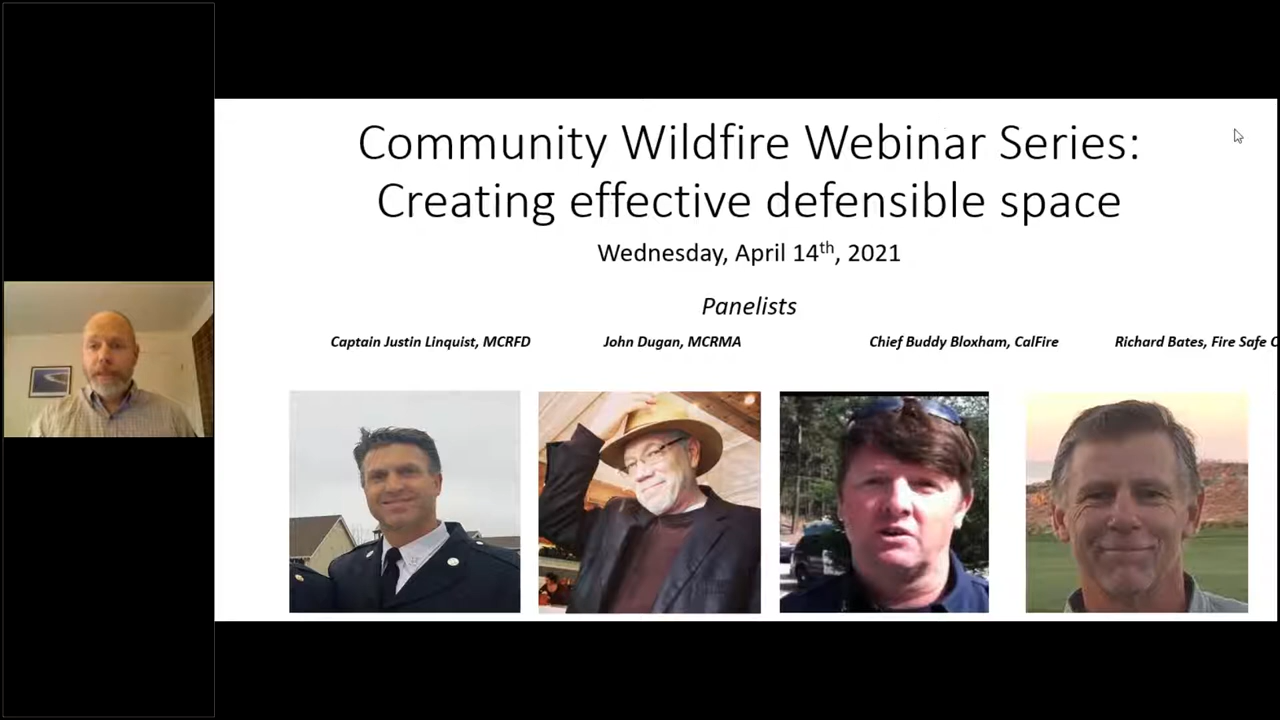 Community Wildfire Webinar Series:
Creating effective defensible space
Wednesday, April 14th, 2021
Panelists
Captain Justin Linquist, MCRFD
John Dugan, MCRMA
Chief Buddy Bloxham, CalFire
Richard Bates, Fire Safe C